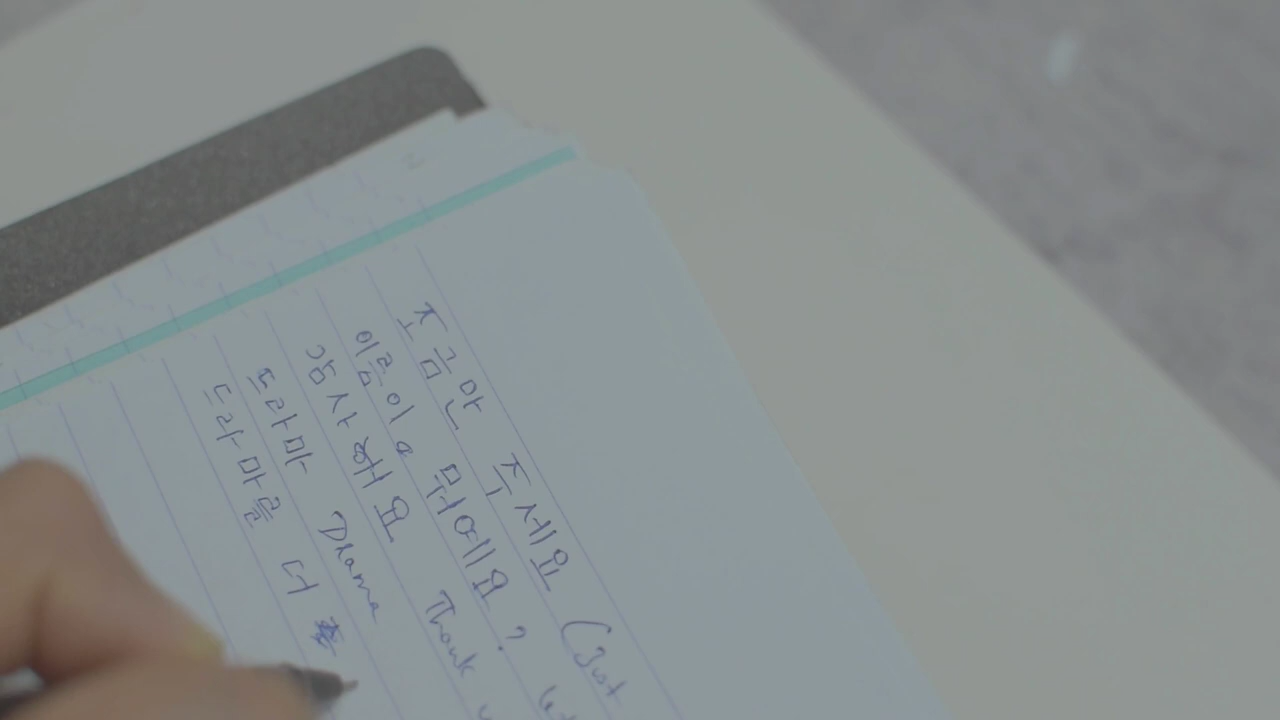 조금만 주세요 (Just
이름이 뭐에요?
감사해요 Thank
드라마 Drama
드라마를 더